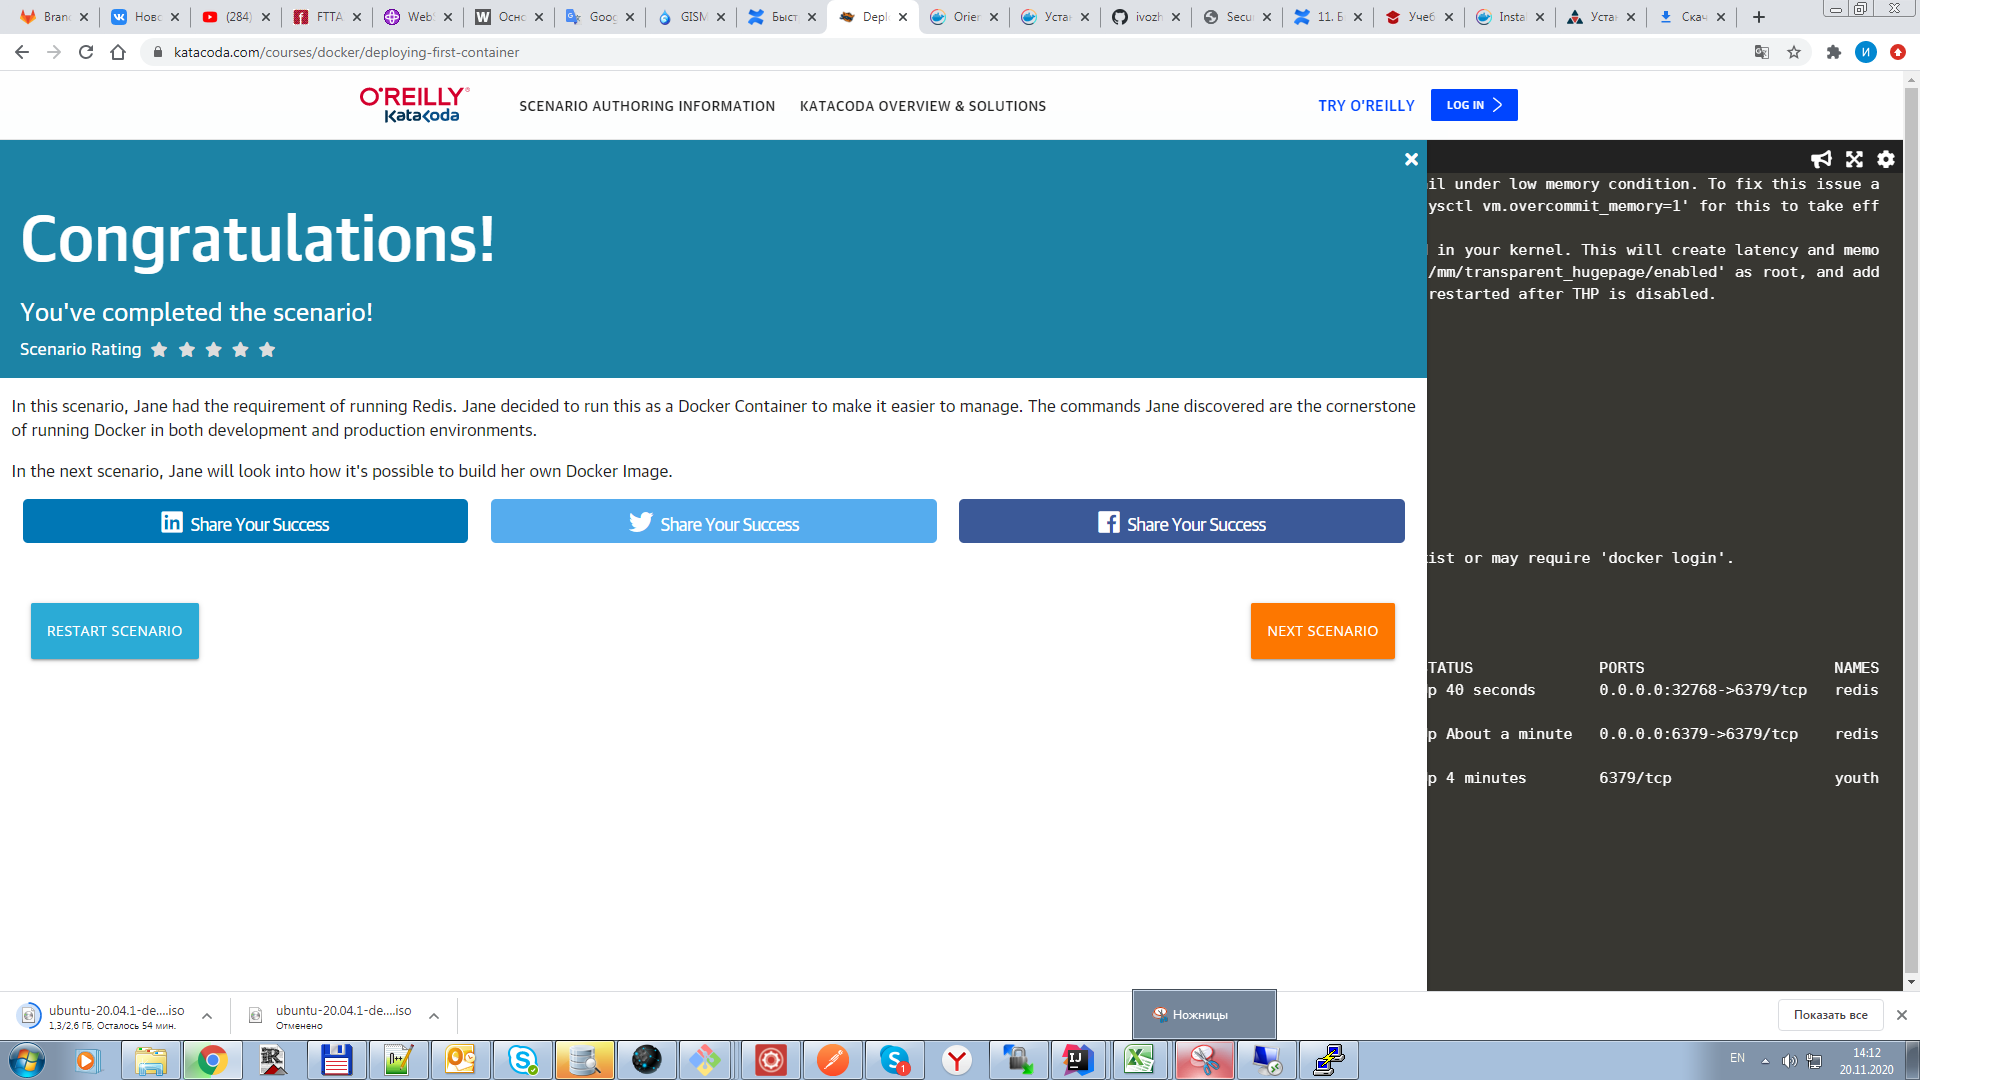 Branc
Новс
(284)
FTTA
WebS
Оснс
Goog
GISM
Быст
Depl
Orier
Устан
ivozh
Secu
11. Б
Учеб
Insta
Уста
Скач
katacoda.com/courses/docker/deploying-first-container
И
O'REILLY
Katacoda
SCENARIO AUTHORING INFORMATION
KATACODA OVERVIEW & SOLUTIONS
TRY O'REILLY
LOG IN
Congratulations!
You've completed the scenario!
Scenario Rating
In this scenario, Jane had the requirement of running Redis. Jane decided to run this as a Docker Container to make it easier to manage. The commands Jane discovered are the cornerstone
of running Docker in both development and production environments.
In the next scenario, Jane will look into how it's possible to build her own Docker Image.
Share Your Success
Share Your Success
Share Your Success
RESTART SCENARIO
NEXT SCENARIO
il under low memory condition. To fix this issue a
ysctl vm.overcommit_memory=1' for this to take eff
in your kernel. This will create latency and memo
/mm/transparent_hugepage/enabled' as root, and add
restarted after THP is disabled.
ist or may require 'docker login'.
TATUS PORTS NAMES
p 40 seconds 0.0.0.0:32768->6379/tcp redis
p About a minute 0.0.0.0:6379->6379/tcp redis
p 4 minutes 6379/tcp youth
ubuntu-20.04.1-de....iso
1,3/2,6 ГБ, Осталось 54 мин.
ubuntu-20.04.1-de....iso
Отменено
Ножницы
Показать все
EN
14:12
20.11.2020